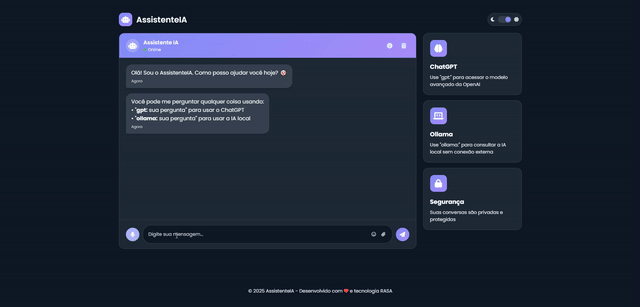 AssistenteIA
Assistente IA
Online
Olá! Sou o AssistenteIA. Como posso ajudar você hoje?
Agora
Você pode me perguntar qualquer coisa usando:
• "gpt: sua pergunta" para usar o ChatGPT
• "ollama: sua pergunta" para usar a IA local
Agora
Digite sua mensagem...
ChatGPT
Use "gpt:" para acessar o modelo
avançado da OpenAI
Ollama
Use "ollama:" para consultar a IA
local sem conexão externa
Segurança
Suas conversas são privadas e
protegidas
© 2025 AssistenteIA - Desenvolvido com ❤️ e tecnologia RASA